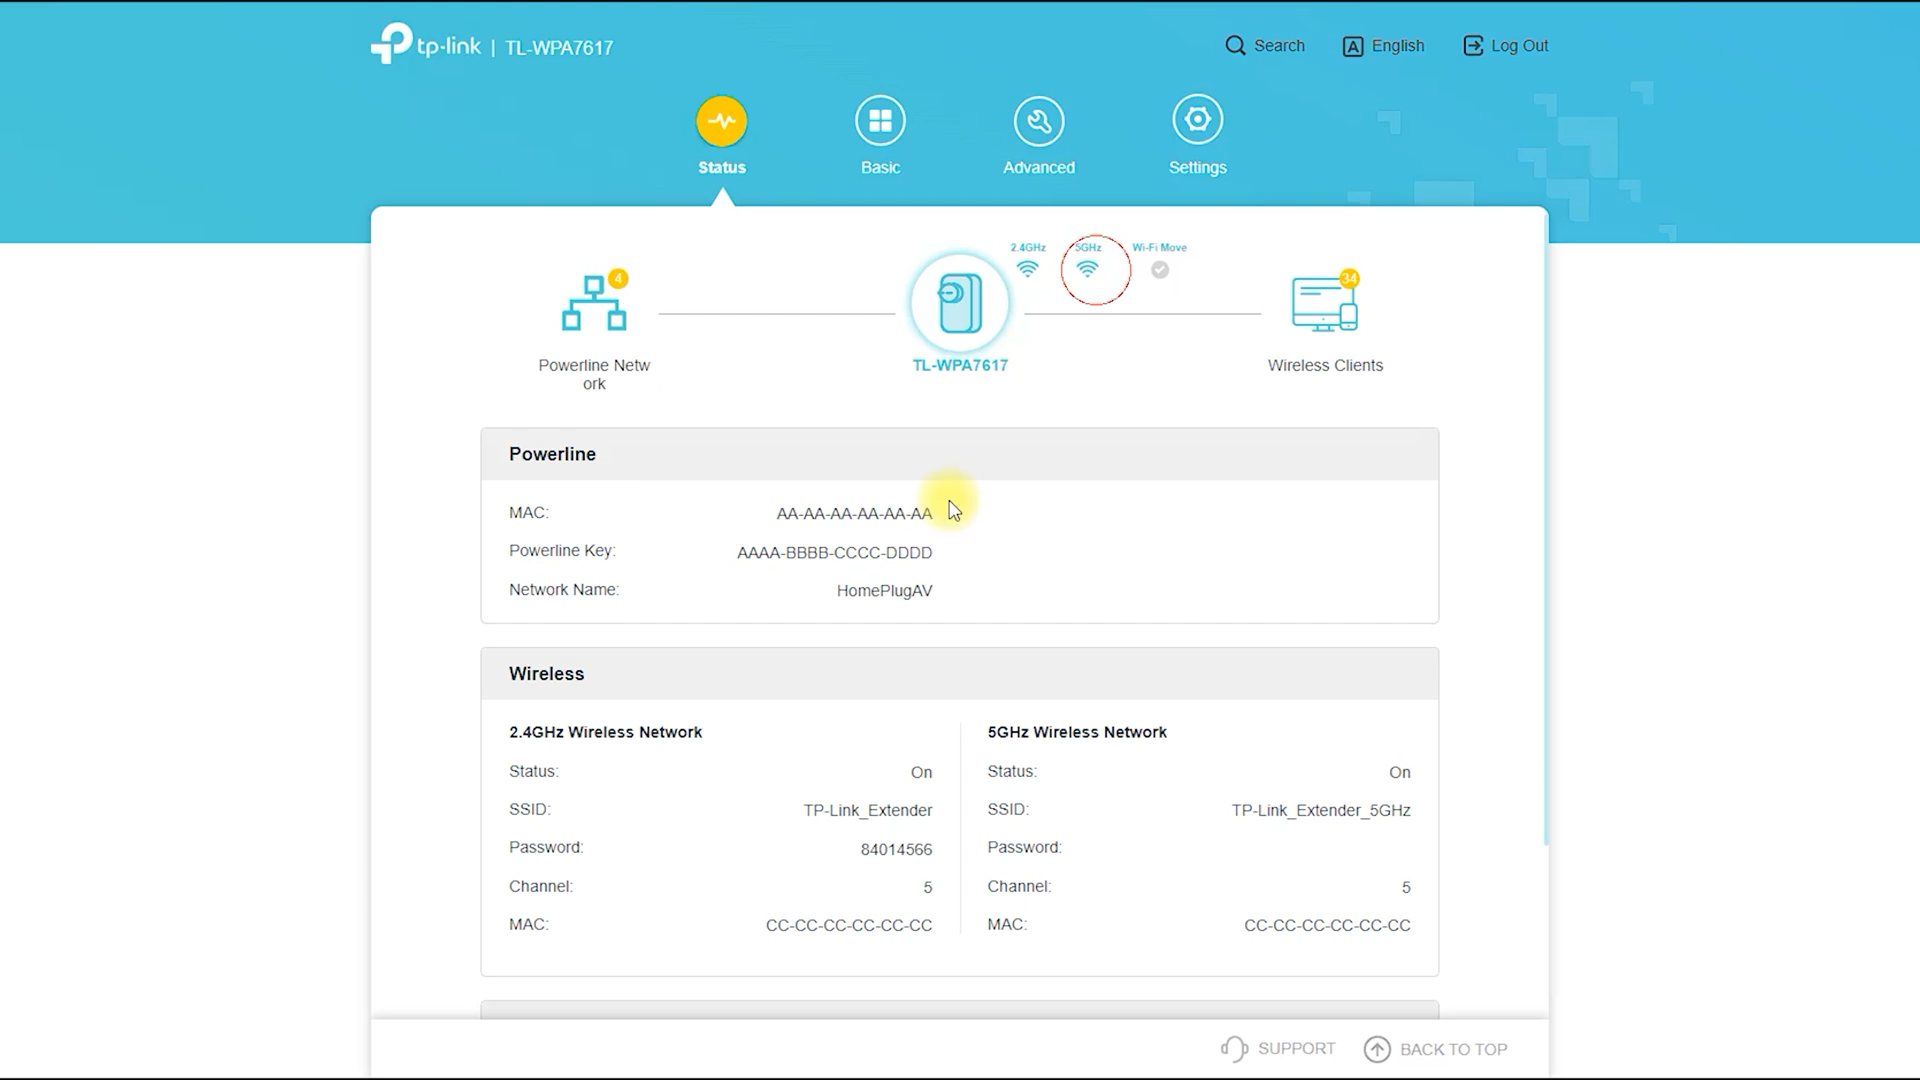 tp-link | TL-WPA7617
Search
English
Log Out
Status
Basic
Advanced
Settings
2.4GHz
5GHz
Wi-Fi Move
4
34
Powerline Netw
ork
TL-WPA7617
Wireless Clients
Powerline
MAC: AA-AA-AA-AA-AA-AA
Powerline Key: AAAA-BBBB-CCCC-DDDD
Network Name: HomePlugAV
Wireless
2.4GHz Wireless Network
Status: On
SSID: TP-Link_Extender
Password: 84014566
Channel: 5
MAC: CC-CC-CC-CC-CC-CC
5GHz Wireless Network
Status: On
SSID: TP-Link_Extender_5GHz
Password:
Channel: 5
MAC: CC-CC-CC-CC-CC-CC
SUPPORT
BACK TO TOP